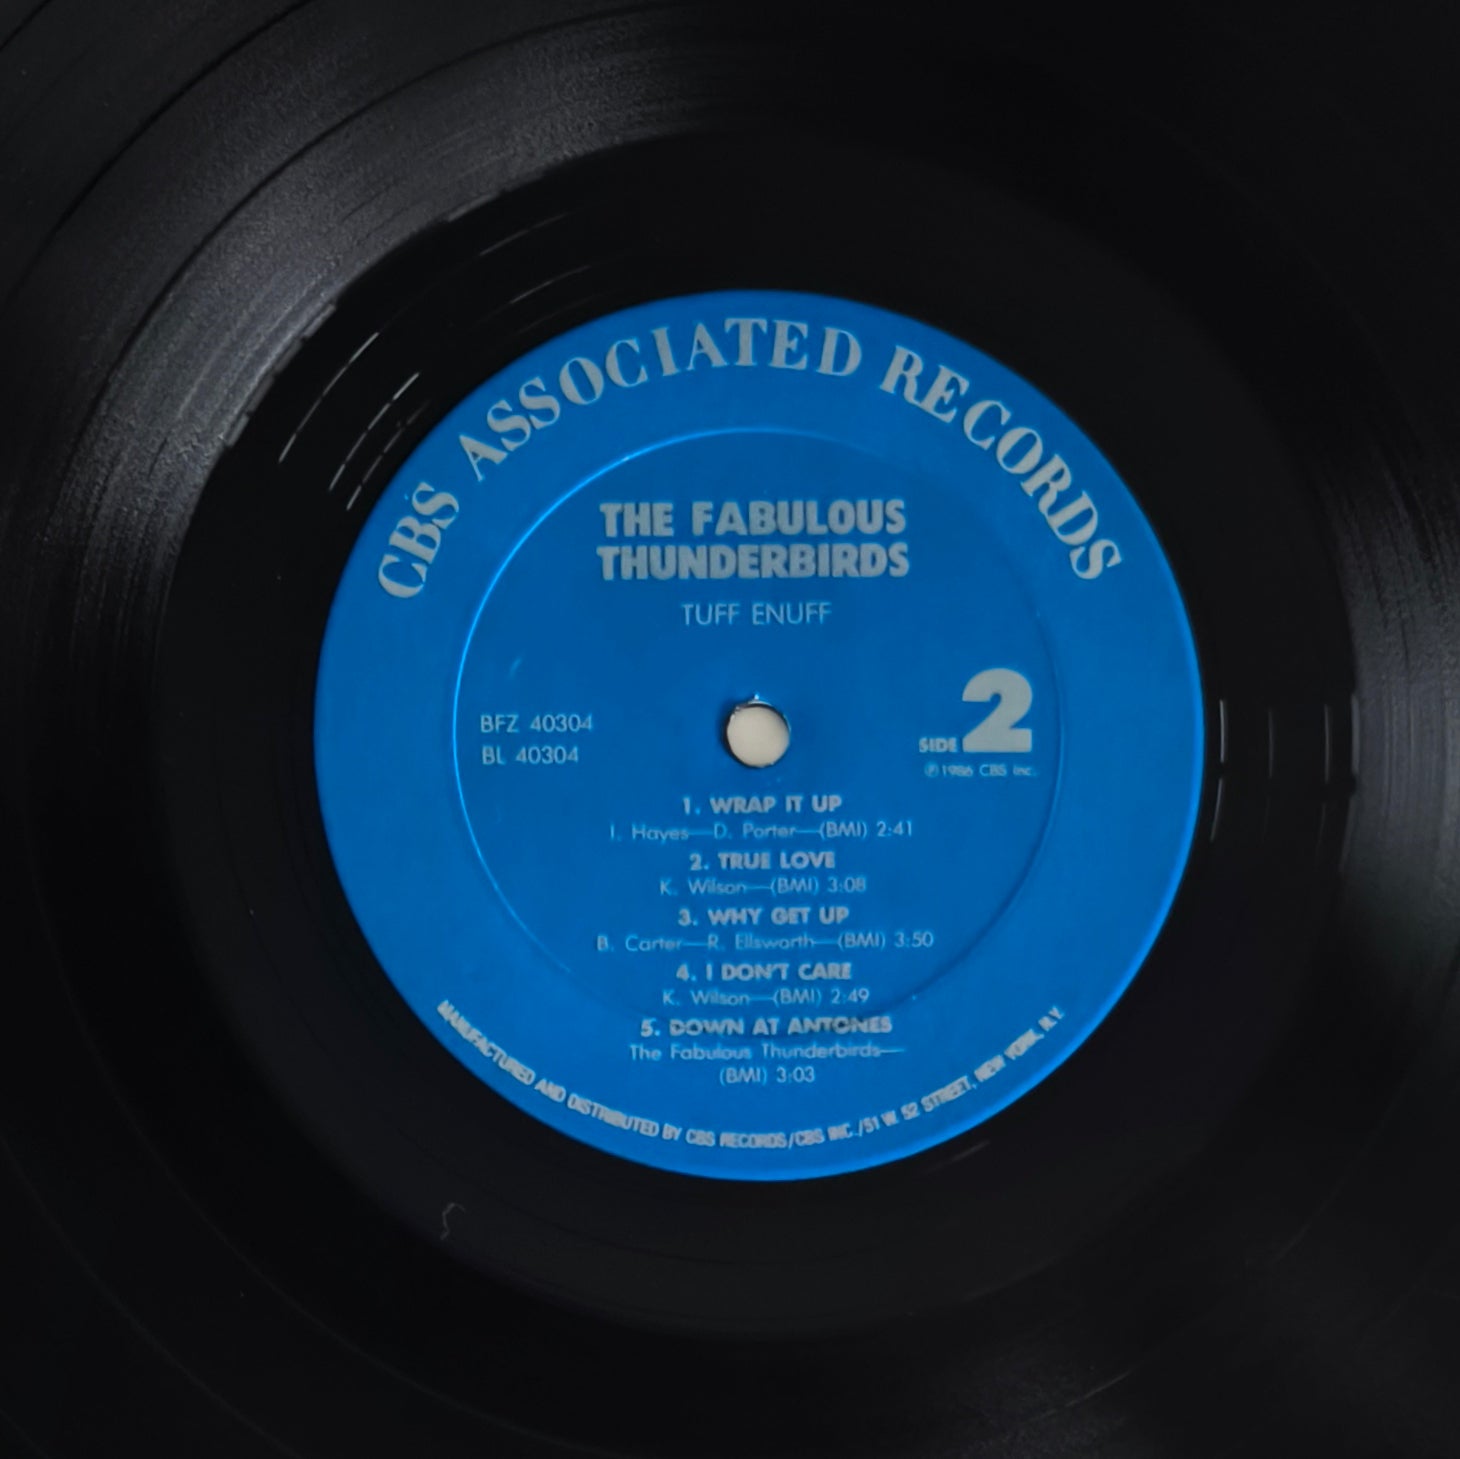 CBS ASSOCIATED RECORDS
THE FABULOUS
THUNDERBIRDS
TUFF ENUFF
BFZ 40304
BL 40304
SIDE 2
℗1986 CBS Inc.
1. WRAP IT UP
I. Hayes—D. Porter—(BMI) 2:41
2. TRUE LOVE
K. Wilson—(BMI) 3:08
3. WHY GET UP
B. Carter—R. Ellsworth—(BMI) 3:50
4. I DON'T CARE
K. Wilson—(BMI) 2:49
5. DOWN AT ANTONES
The Fabulous Thunderbirds—
(BMI) 3:03
MANUFACTURED AND DISTRIBUTED BY CBS RECORDS/CBS INC./51 W. 52 STREET, NEW YORK, N.Y.